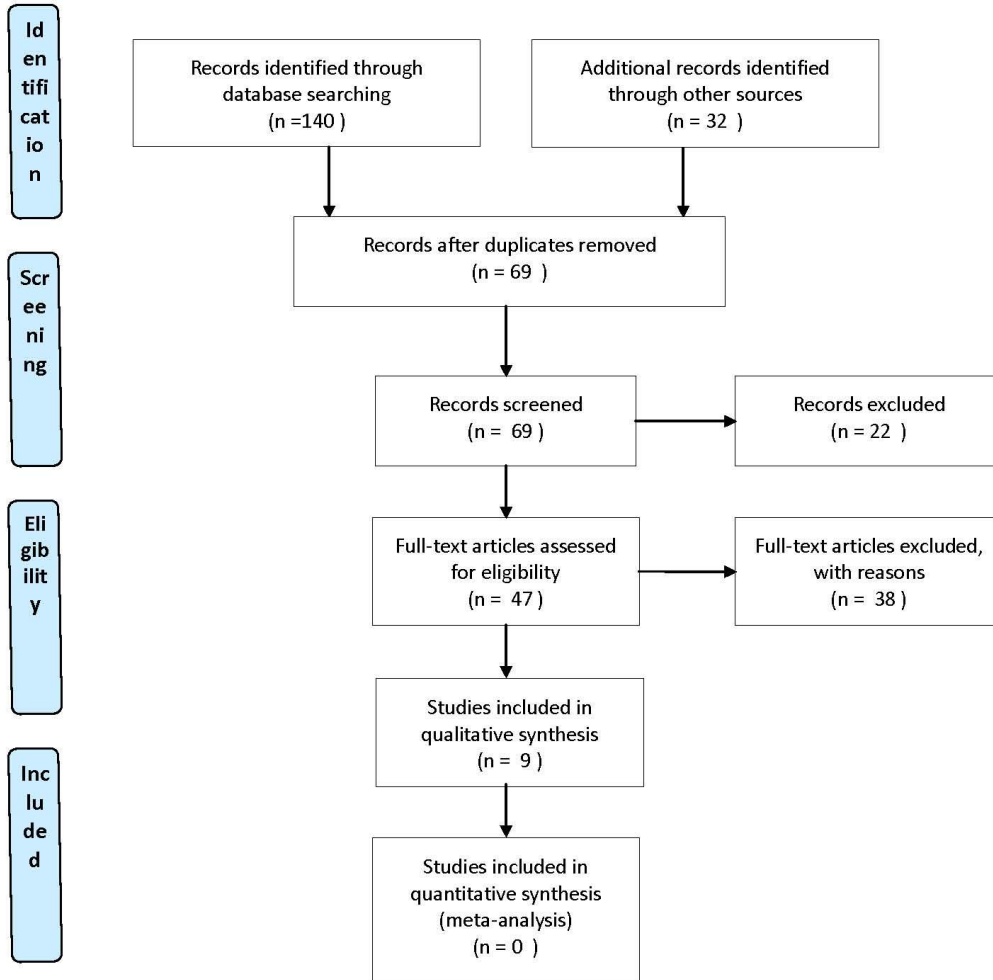 Id
en
tifi
cat
io
n
Records identified through
database searching
(n =140 )
Additional records identified
through other sources
(n = 32 )
Records after duplicates removed
(n = 69 )
Scr
ee
ni
ng
Records screened
(n = 69 )
Records excluded
(n = 22 )
Eli
gib
ilit
y
Full-text articles assessed
for eligibility
(n = 47 )
Full-text articles excluded,
with reasons
(n = 38 )
Studies included in
qualitative synthesis
(n = 9 )
Inc
lu
de
d
Studies included in
quantitative synthesis
(meta-analysis)
(n = 0 )